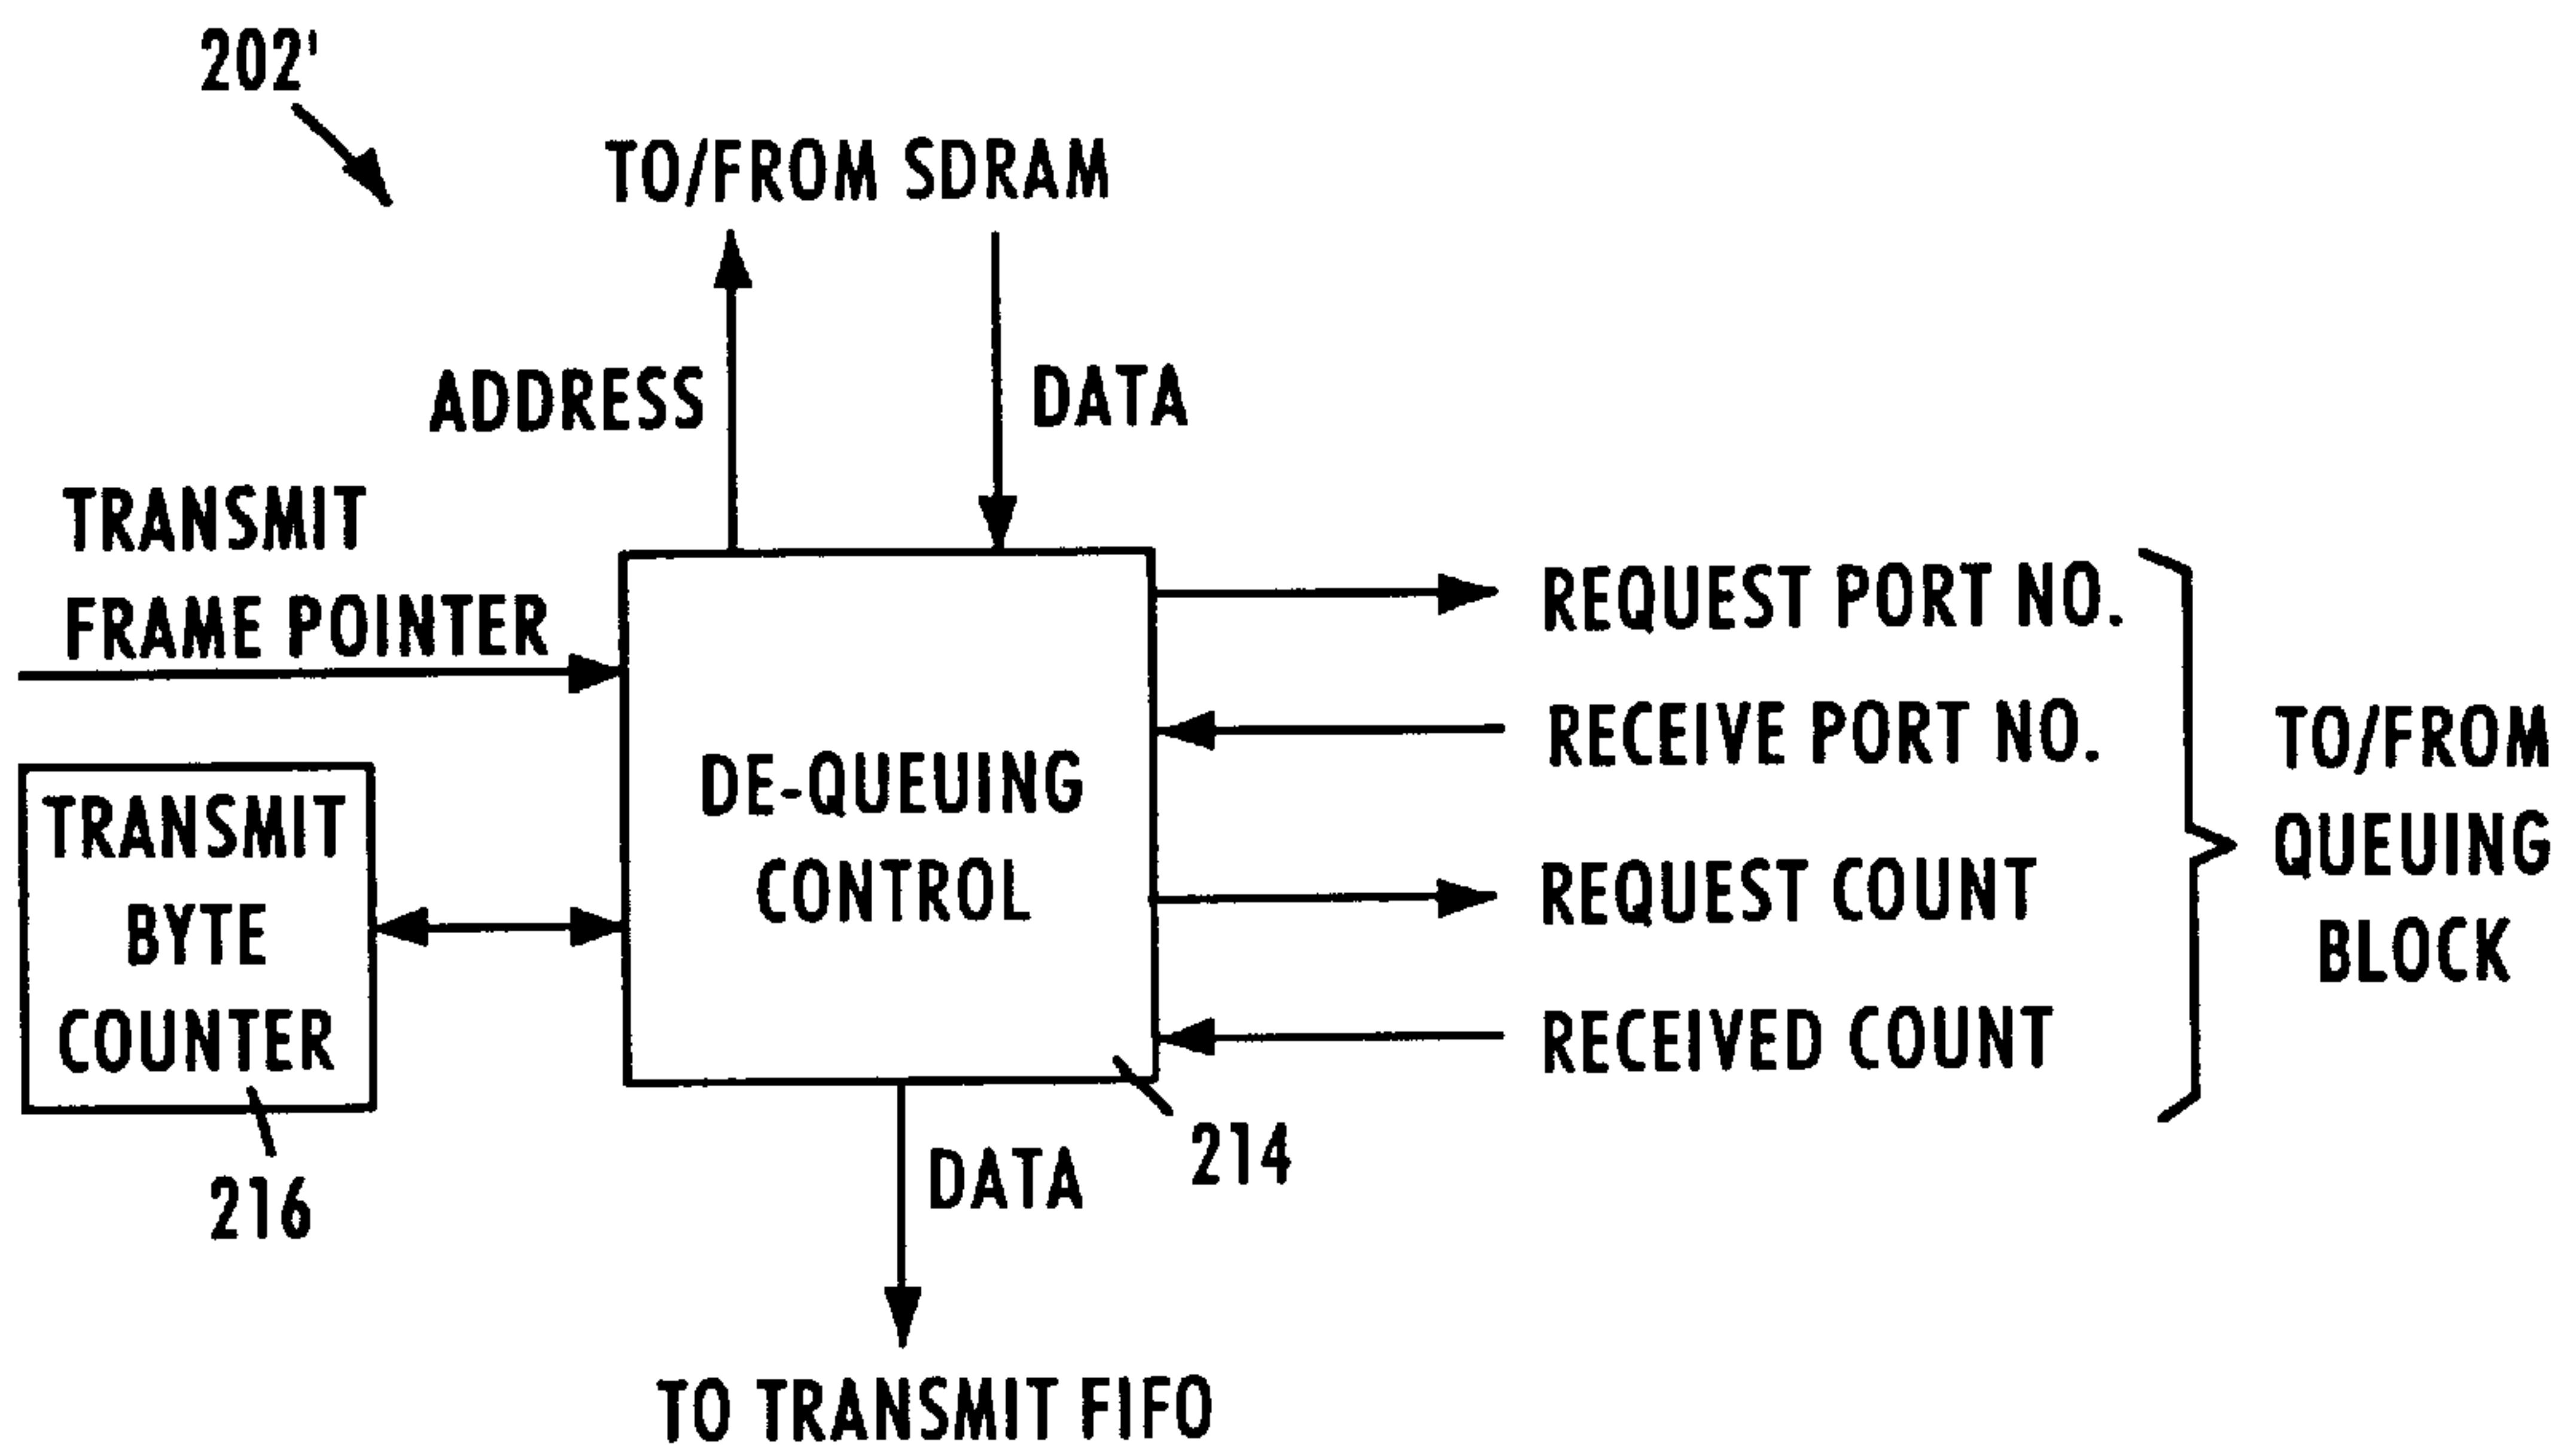 202'
TO/FROM SDRAM
ADDRESS
DATA
TRANSMIT
FRAME POINTER
TRANSMIT
BYTE
COUNTER
216
DE-QUEUING
CONTROL
214
REQUEST PORT NO.
RECEIVE PORT NO.
REQUEST COUNT
RECEIVED COUNT
TO/FROM
QUEUING
BLOCK
DATA
TO TRANSMIT FIFO